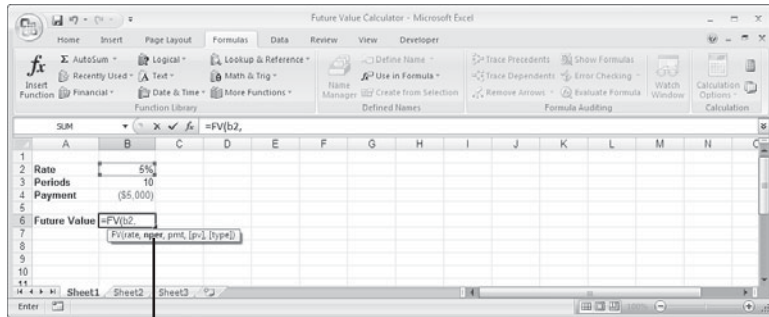 Future Value Calculator - Microsoft Excel
Home Insert Page Layout Formulas Data Review View Developer
Insert Function
Σ AutoSum
Recently Used
Financial
Logical
Text
Date & Time
Lookup & Reference
Math & Trig
More Functions
Function Library
Name Manager
Define Name
Use in Formula
Create from Selection
Defined Names
Trace Precedents
Trace Dependents
Remove Arrows
Show Formulas
Error Checking
Evaluate Formula
Watch Window
Formula Auditing
Calculation Options
Calculation
SUM fx =FV(b2,
A B C D E F G H I J K L M N
1
2 Rate 5%
3 Periods 10
4 Payment ($5,000)
5
6 Future Value =FV(b2,
7 FV(rate, nper, pmt, [pv], [type])
8
9
10
11
Sheet1 Sheet2 Sheet3
Enter 100%